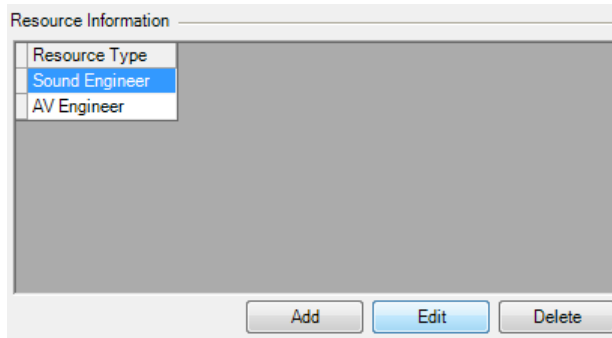 Resource Information
Resource Type
Sound Engineer
AV Engineer
Add Edit Delete